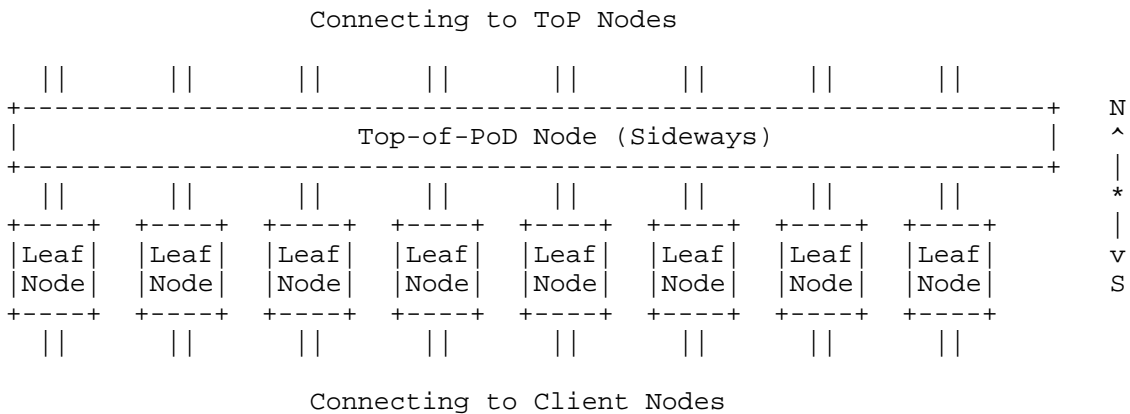 Connecting to ToP Nodes
N
Top-of-PoD Node (Sideways) ^
*
Leaf Leaf Leaf Leaf Leaf Leaf Leaf Leaf v
Node Node Node Node Node Node Node Node S
Connecting to Client Nodes